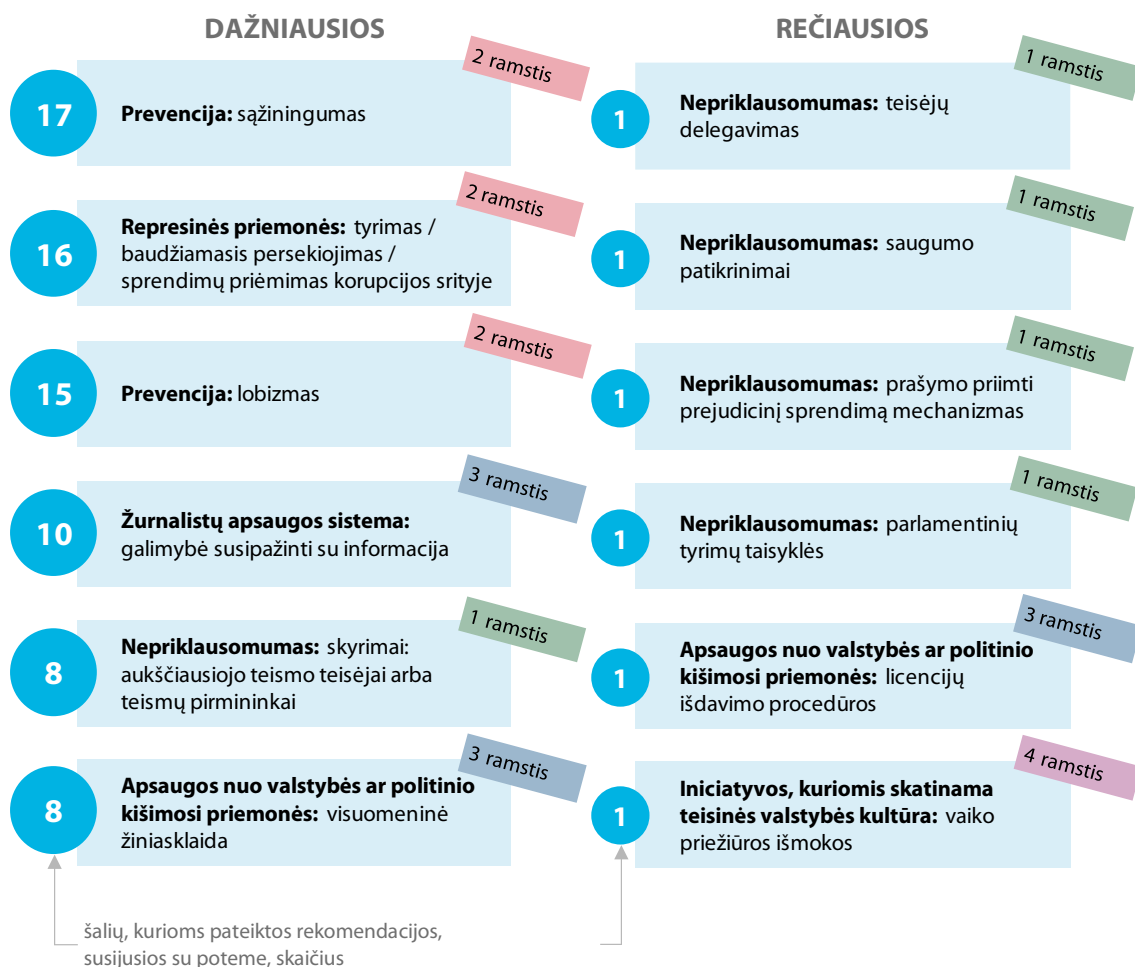 DAŽNIAUSIOS
2 ramstis
17
Prevencija: sąžiningumas
2 ramstis
16
Represinės priemonės: tyrimas /
baudžiamasis persekiojimas /
sprendimų priėmimas korupcijos srityje
2 ramstis
15
Prevencija: lobizmas
3 ramstis
10
Žurnalistų apsaugos sistema:
galimybė susipažinti su informacija
1 ramstis
8
Nepriklausomumas: skyrimai:
aukščiausiojo teismo teisėjai arba
teismų pirmininkai
3 ramstis
8
Apsaugos nuo valstybės ar politinio
kišimosi priemonės: visuomeninė
žiniasklaida
REČIAUSIOS
1 ramstis
1
Nepriklausomumas: teisėjų
delegavimas
1 ramstis
1
Nepriklausomumas: saugumo
patikrinimai
1 ramstis
1
Nepriklausomumas: prašymo priimti
prejudicinį sprendimą mechanizmas
1 ramstis
1
Nepriklausomumas: parlamentinių
tyrimų taisyklės
3 ramstis
1
Apsaugos nuo valstybės ar politinio
kišimosi priemonės: licencijų
išdavimo procedūros
4 ramstis
1
Iniciatyvos, kuriomis skatinama
teisinės valstybės kultūra: vaiko
priežiūros išmokos
šalių, kurioms pateiktos rekomendacijos,
susijusios su poteme, skaičius